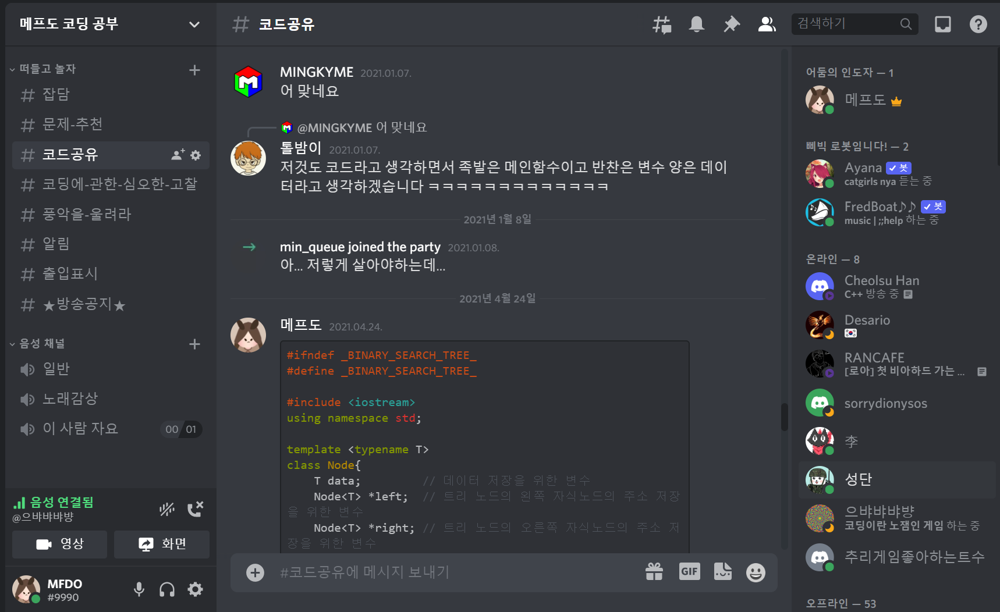 메프도 코딩 공부
떠들고 놀자
잡담
문제-추천
코드공유
코딩에-관한-심오한-고찰
풍악을-울려라
알림
출입표시
★방송공지★
음성 채널
일반
노래감상
이 사람 자요
00 01
음성 연결됨
@으뱌뱌뱌뱡
영상
화면
MFDO
#9990
코드공유
검색하기
MINGKYME 2021.01.07.
어 맞네요
@MINGKYME 어 맞네요
톨밤이 2021.01.07.
저것도 코드라고 생각하면서 족발은 메인함수이고 반찬은 변수 양은 데이
터라고 생각하겠습니다 ㅋㅋㅋㅋㅋㅋㅋㅋㅋㅋㅋㅋㅋ
2021년 1월 8일
min_queue joined the party 2021.01.08.
아... 저렇게 살아야하는데...
2021년 4월 24일
메프도 2021.04.24.
#ifndef _BINARY_SEARCH_TREE_
#define _BINARY_SEARCH_TREE_
#include <iostream>
using namespace std;
template <typename T>
class Node{
T data; // 데이터 저장을 위한 변수
Node<T> *left; // 트리 노드의 왼쪽 자식노드의 주소 저장
을 위한 변수
Node<T> *right; // 트리 노드의 오른쪽 자식노드의 주소 저
장을 위한 변수
#코드공유에 메시지 보내기
GIF
어둠의 인도자 — 1
메프도
삐빅 로봇입니다! — 2
Ayana 봇
catgirls nya 듣는 중
FredBoat♪♪ 봇
music | ;;help 하는 중
온라인 — 8
Cheolsu Han
C++ 방송 중
Desario
RANCAFE
[로아] 첫 비아하드 가는 ...
sorrydionysos
李
성단
으뱌뱌뱌뱡
코딩이란 노잼인 게임 하는 중
추리게임좋아하는트수
오프라인 — 53